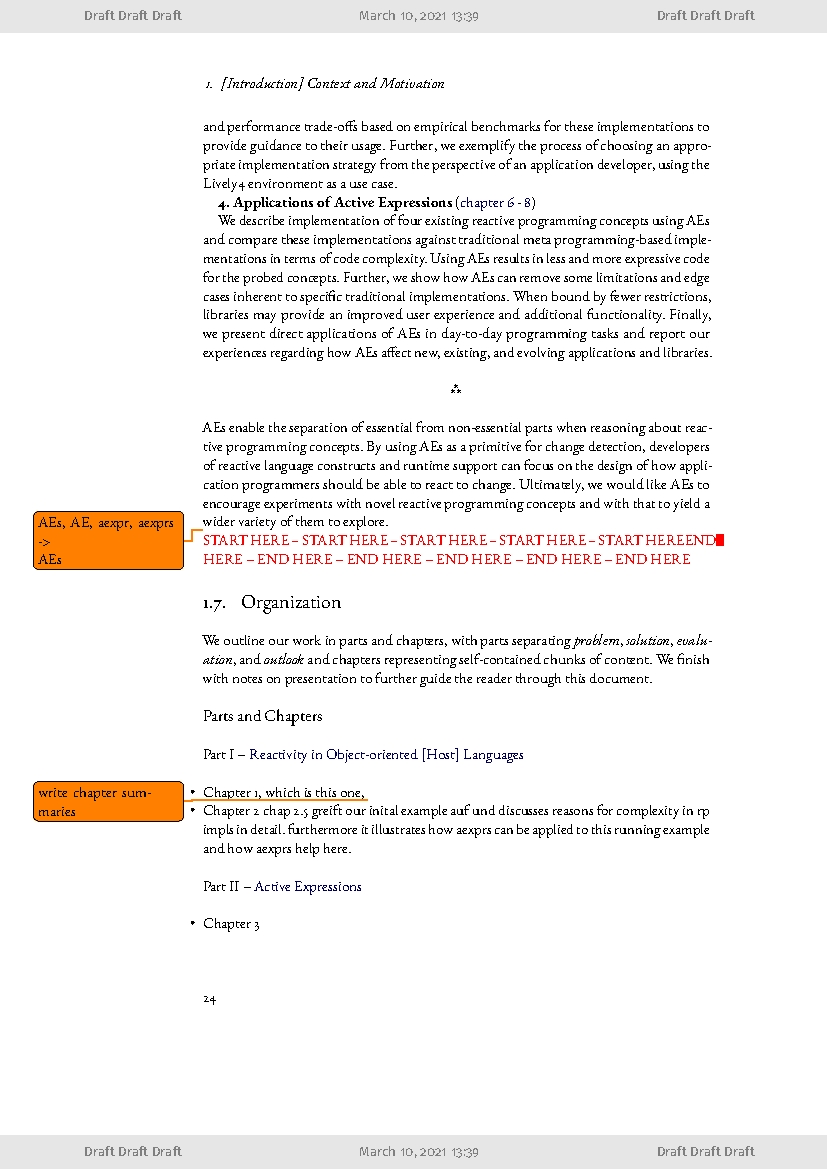 Draft Draft Draft March 10, 2021 13:39 Draft Draft Draft
1. [Introduction] Context and Motivation
and performance trade-offs based on empirical benchmarks for these implementations to
provide guidance to their usage. Further, we exemplify the process of choosing an appro-
priate implementation strategy from the perspective of an application developer, using the
Lively4 environment as a use case.
4. Applications of Active Expressions (chapter 6 - 8)
We describe implementation of four existing reactive programming concepts using AEs
and compare these implementations against traditional meta programming-based imple-
mentations in terms of code complexity. Using AEs results in less and more expressive code
for the probed concepts. Further, we show how AEs can remove some limitations and edge
cases inherent to specific traditional implementations. When bound by fewer restrictions,
libraries may provide an improved user experience and additional functionality. Finally,
we present direct applications of AEs in day-to-day programming tasks and report our
experiences regarding how AEs affect new, existing, and evolving applications and libraries.
⁂
AEs enable the separation of essential from non-essential parts when reasoning about reac-
tive programming concepts. By using AEs as a primitive for change detection, developers
of reactive language constructs and runtime support can focus on the design of how appli-
cation programmers should be able to react to change. Ultimately, we would like AEs to
encourage experiments with novel reactive programming concepts and with that to yield a
wider variety of them to explore.
AEs, AE, aexpr, aexprs
->
AEs
START HERE – START HERE – START HERE – START HERE – START HEREEND
HERE – END HERE – END HERE – END HERE – END HERE – END HERE
1.7. Organization
We outline our work in parts and chapters, with parts separating problem, solution, evalu-
ation, and outlook and chapters representing self-contained chunks of content. We finish
with notes on presentation to further guide the reader through this document.
Parts and Chapters
Part I – Reactivity in Object-oriented [Host] Languages
write chapter sum-
maries
• Chapter 1, which is this one,
• Chapter 2 chap 2.5 greift our inital example auf und discusses reasons for complexity in rp
impls in detail. furthermore it illustrates how aexprs can be applied to this running example
and how aexprs help here.
Part II – Active Expressions
• Chapter 3
24
Draft Draft Draft March 10, 2021 13:39 Draft Draft Draft